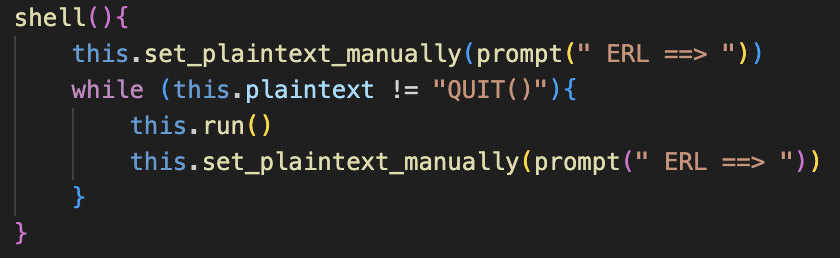 shell(){
    this.set_plaintext_manually(prompt(" ERL ==> "))
    while (this.plaintext != "QUIT()"){
        this.run()
        this.set_plaintext_manually(prompt(" ERL ==> "))
    }
}